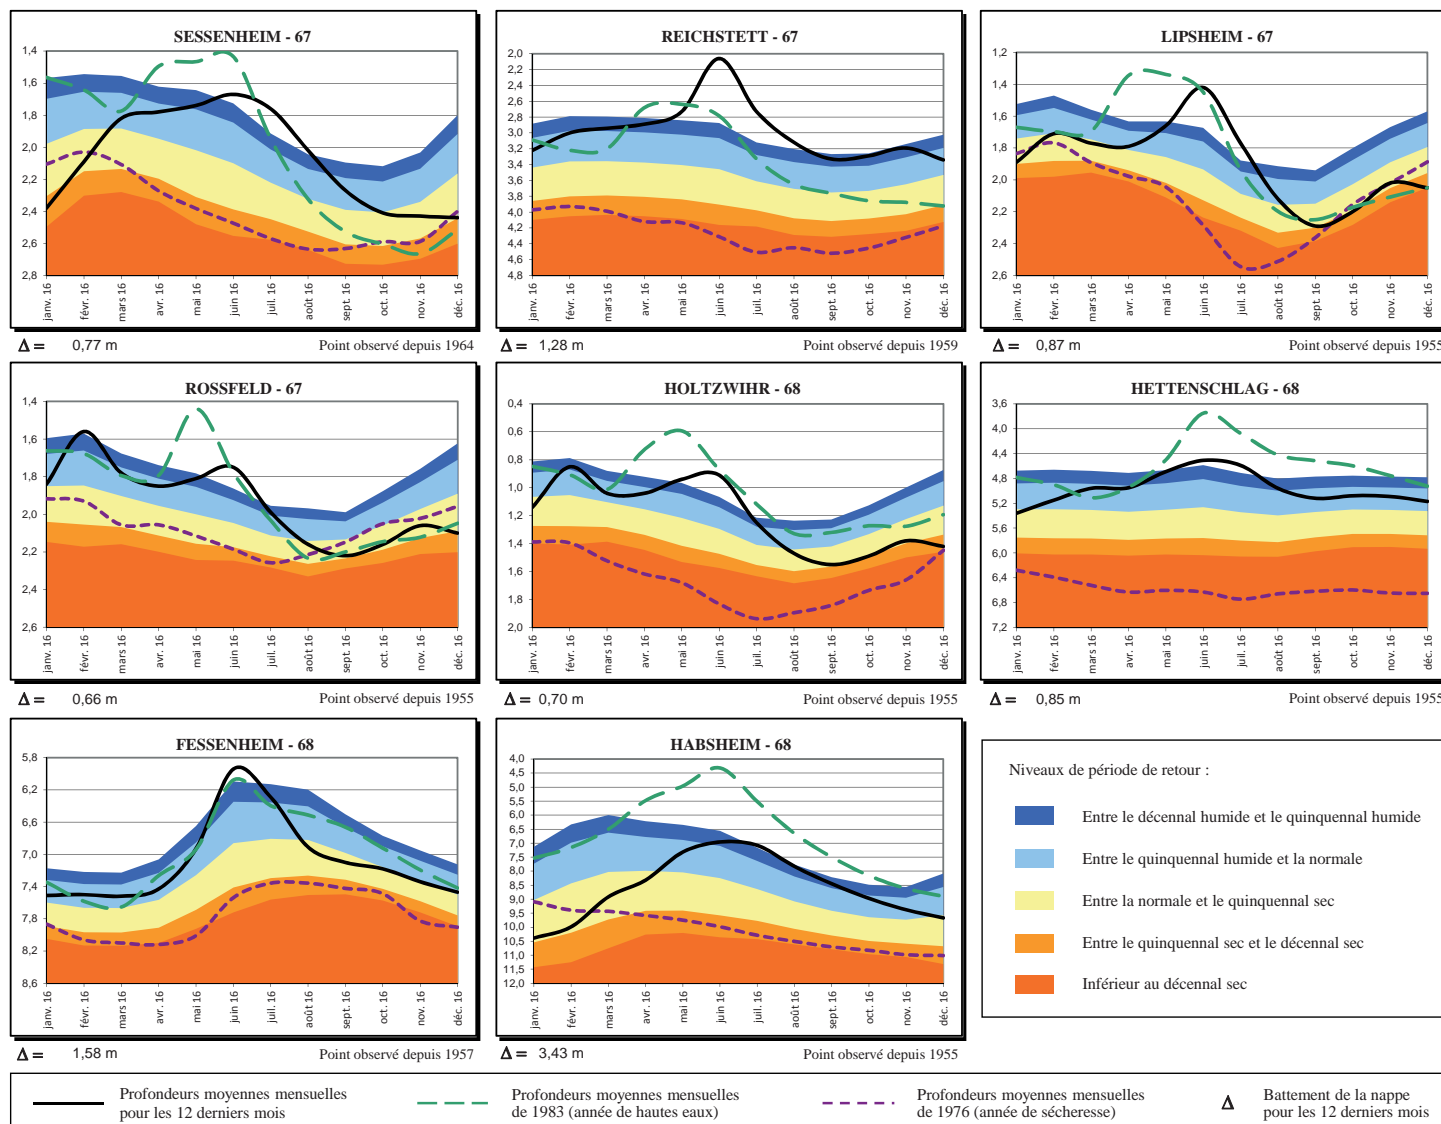 SESSENHEIM - 67
1,4
1,6
1,8
2,0
2,2
2,4
2,6
2,8
janv. 16
févr. 16
mars 16
avr. 16
mai 16
juin 16
juil. 16
août 16
sept. 16
oct. 16
nov. 16
déc. 16
Δ = 0,77 m
Point observé depuis 1964
REICHSTETT - 67
2,0
2,2
2,4
2,6
2,8
3,0
3,2
3,4
3,6
3,8
4,0
4,2
4,4
4,6
4,8
janv. 16
févr. 16
mars 16
avr. 16
mai 16
juin 16
juil. 16
août 16
sept. 16
oct. 16
nov. 16
déc. 16
Δ = 1,28 m
Point observé depuis 1959
LIPSHEIM - 67
1,2
1,4
1,6
1,8
2,0
2,2
2,4
2,6
janv. 16
févr. 16
mars 16
avr. 16
mai 16
juin 16
juil. 16
août 16
sept. 16
oct. 16
nov. 16
déc. 16
Δ = 0,87 m
Point observé depuis 1955
ROSSFELD - 67
1,4
1,6
1,8
2,0
2,2
2,4
2,6
janv. 16
févr. 16
mars 16
avr. 16
mai 16
juin 16
juil. 16
août 16
sept. 16
oct. 16
nov. 16
déc. 16
Δ = 0,66 m
Point observé depuis 1955
HOLTZWIHR - 68
0,4
0,6
0,8
1,0
1,2
1,4
1,6
1,8
2,0
janv. 16
févr. 16
mars 16
avr. 16
mai 16
juin 16
juil. 16
août 16
sept. 16
oct. 16
nov. 16
déc. 16
Δ = 0,70 m
Point observé depuis 1955
HETTENSCHLAG - 68
3,6
4,0
4,4
4,8
5,2
5,6
6,0
6,4
6,8
7,2
janv. 16
févr. 16
mars 16
avr. 16
mai 16
juin 16
juil. 16
août 16
sept. 16
oct. 16
nov. 16
déc. 16
Δ = 0,85 m
Point observé depuis 1955
FESSENHEIM - 68
5,8
6,2
6,6
7,0
7,4
7,8
8,2
8,6
janv. 16
févr. 16
mars 16
avr. 16
mai 16
juin 16
juil. 16
août 16
sept. 16
oct. 16
nov. 16
déc. 16
Δ = 1,58 m
Point observé depuis 1957
HABSHEIM - 68
4,0
4,5
5,0
5,5
6,0
6,5
7,0
7,5
8,0
8,5
9,0
9,5
10,0
10,5
11,0
11,5
12,0
janv. 16
févr. 16
mars 16
avr. 16
mai 16
juin 16
juil. 16
août 16
sept. 16
oct. 16
nov. 16
déc. 16
Δ = 3,43 m
Point observé depuis 1955
Niveaux de période de retour :
Entre le décennal humide et le quinquennal humide
Entre le quinquennal humide et la normale
Entre la normale et le quinquennal sec
Entre le quinquennal sec et le décennal sec
Inférieur au décennal sec
Profondeurs moyennes mensuelles
pour les 12 derniers mois
Profondeurs moyennes mensuelles
de 1983 (année de hautes eaux)
Profondeurs moyennes mensuelles
de 1976 (année de sécheresse)
Δ Battement de la nappe
pour les 12 derniers mois